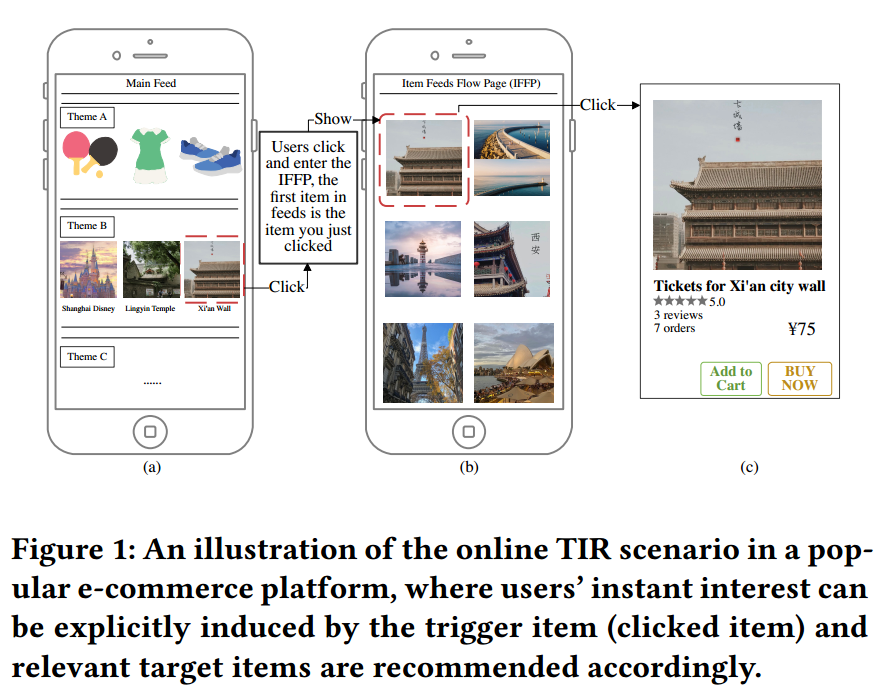 Main Feed
Theme A
Theme B
Shanghai Disney
Lingyin Temple
Xi'an Wall
Theme C
......
(a)
Show
Users click
and enter the
IFFP, the
first item in
feeds is the
item you just
clicked
Click
Item Feeds Flow Page (IFFP)
西
安
(b)
Click
城
墙
Tickets for Xi'an city wall
★★★★★5.0
3 reviews
7 orders
¥75
Add to
Cart
BUY
NOW
(c)
Figure 1: An illustration of the online TIR scenario in a pop-
ular e-commerce platform, where users' instant interest can
be explicitly induced by the trigger item (clicked item) and
relevant target items are recommended accordingly.